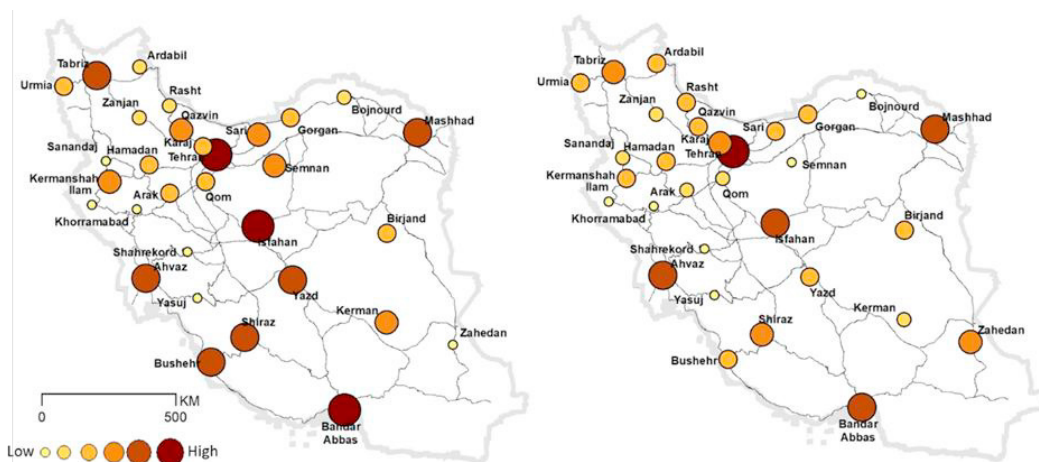 Ardabil
Tabriz
Urmia
Rasht
Zanjan
Qazvin
Bojnourd
Sari
Gorgan
Mashhad
Karaj
Sanandaj
Hamadan
Tehran
Semnan
Kermanshah
Ilam
Arak
Qom
Khorramabad
Birjand
Isfahan
Shahrekord
Ahvaz
Yazd
Yasuj
Kerman
Shiraz
Zahedan
Bushehr
Bandar
Abbas
KM
0
500
Low
High
Ardabil
Tabriz
Urmia
Rasht
Zanjan
Qazvin
Bojnourd
Sari
Gorgan
Mashhad
Karaj
Sanandaj
Hamadan
Tehran
Semnan
Kermanshah
Ilam
Arak
Qom
Khorramabad
Birjand
Isfahan
Shahrekord
Ahvaz
Yazd
Yasuj
Kerman
Shiraz
Zahedan
Bushehr
Bandar
Abbas